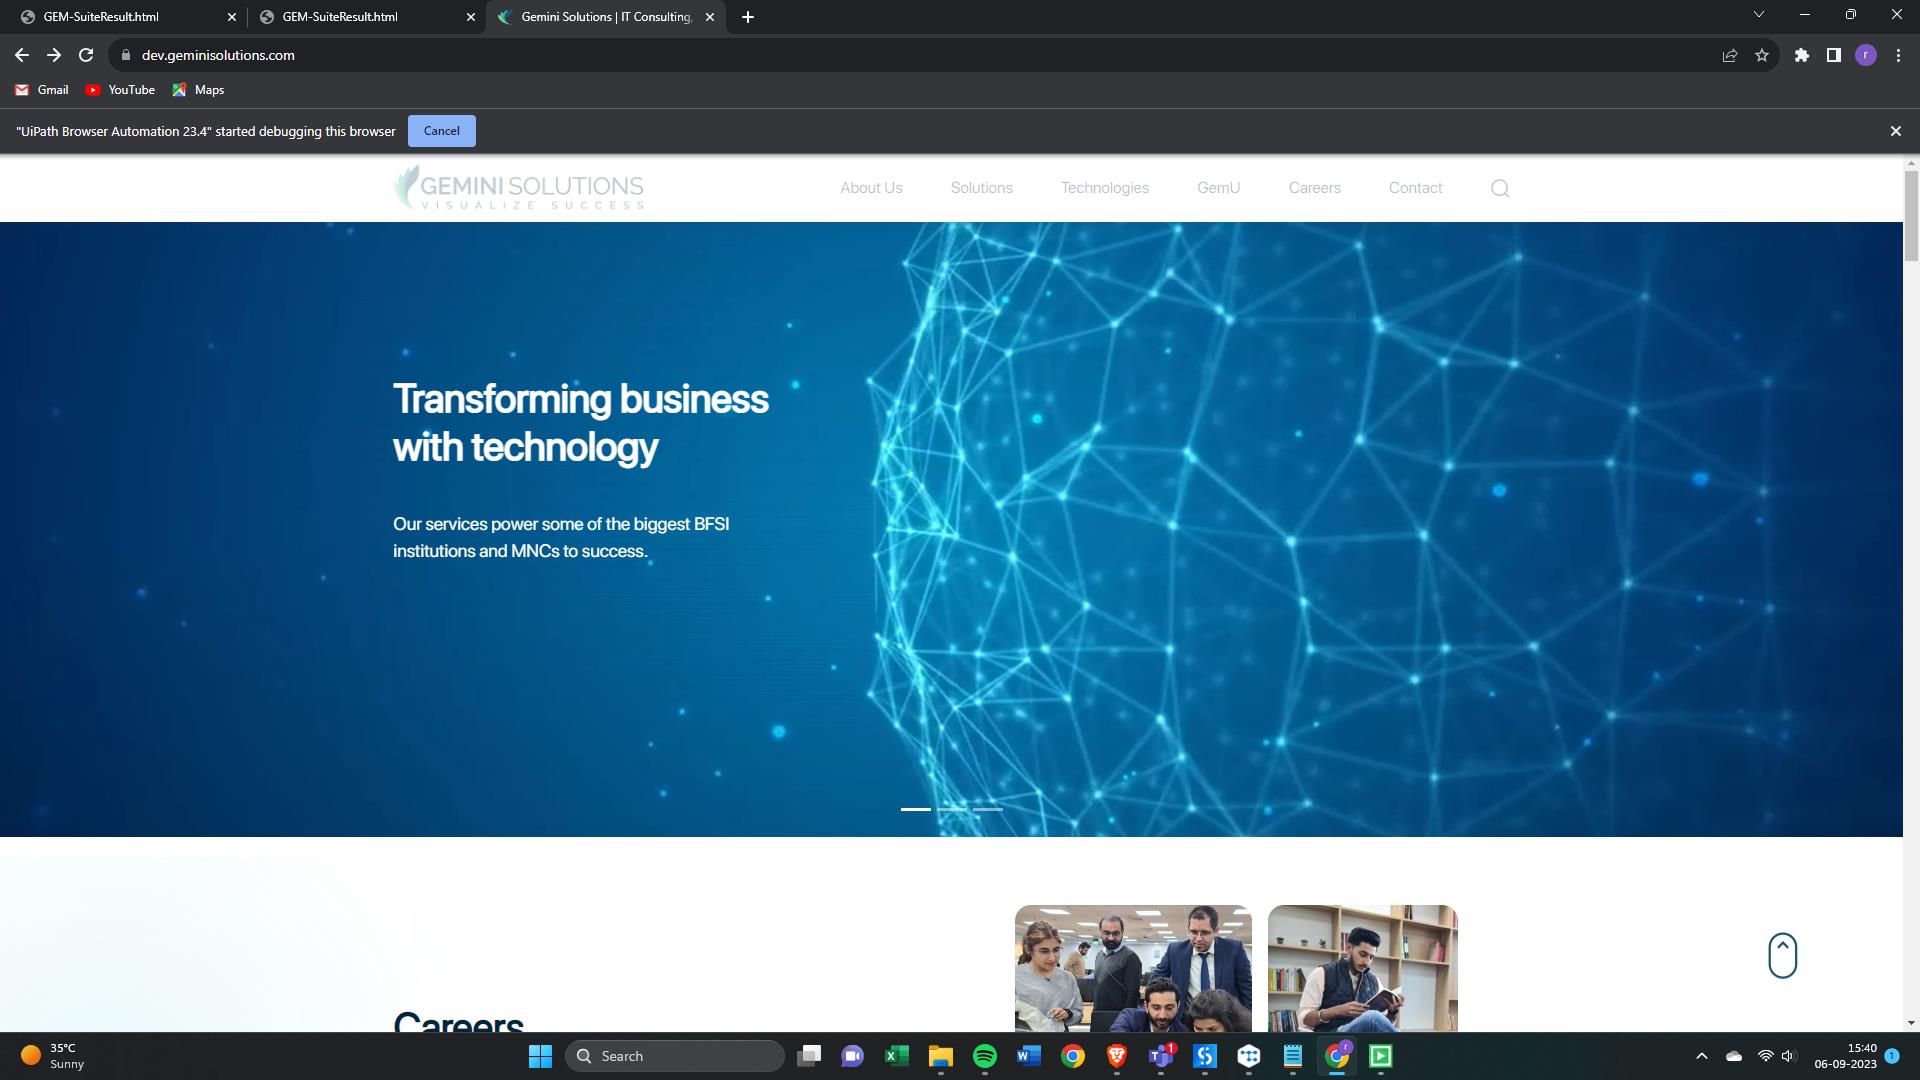 GEM-SuiteResult.html
GEM-SuiteResult.html
Gemini Solutions | IT Consulting,
dev.geminisolutions.com
r
Gmail
YouTube
Maps
"UiPath Browser Automation 23.4" started debugging this browser
Cancel
GEMINI SOLUTIONS
VISUALIZE SUCCESS
About Us
Solutions
Technologies
GemU
Careers
Contact
Transforming business
with technology
Our services power some of the biggest BFSI
institutions and MNCs to success.
Careers
35°C
Sunny
Search
1
r
15:40
06-09-2023
1